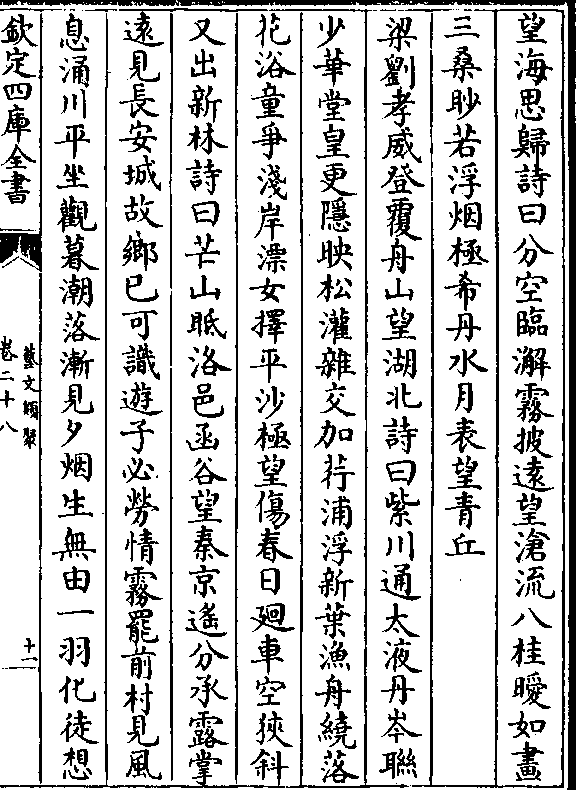 望海思歸詩曰分空臨澥霧披遠望滄流八桂曖如畫
三桑眇若浮烟極希丹水月表望青丘
梁劉孝威登覆舟山望湖北詩曰紫川通太液丹岑聯
少華堂皇更隱映松灌雜交加荇浦浮新葉漁舟繞落
花浴童爭淺岸漂女擇平沙極望傷春日廻車空狹斜
又出新林詩曰芒山眡洛邑函谷望秦京遙分承露掌
遠見長安城故鄉已可識遊子必勞情霧罷前村見風
息涌川平坐觀暮潮落漸見夕烟生無由一羽化徒想
欽定四庫全書
藝文類聚
卷二十八
十二